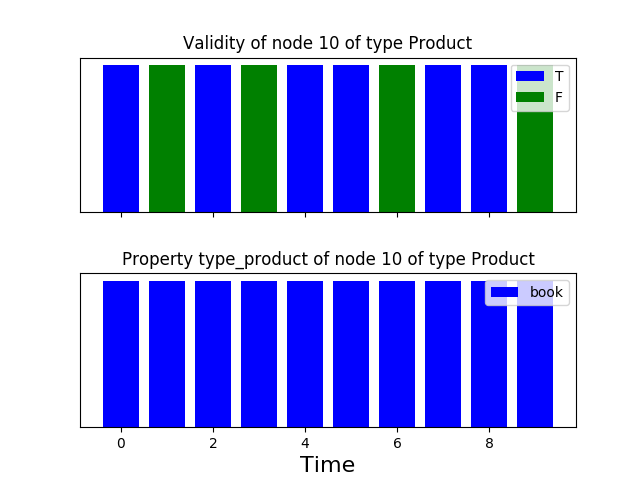 Validity of node 10 of type Product
T
F
Property type_product of node 10 of type Product
book
0 2 4 6 8
Time